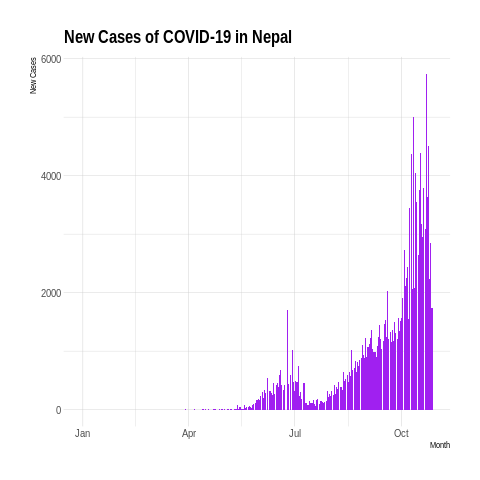 New Cases of COVID-19 in Nepal
New Cases
6000
4000
2000
0
Jan
Apr
Jul
Oct
Month